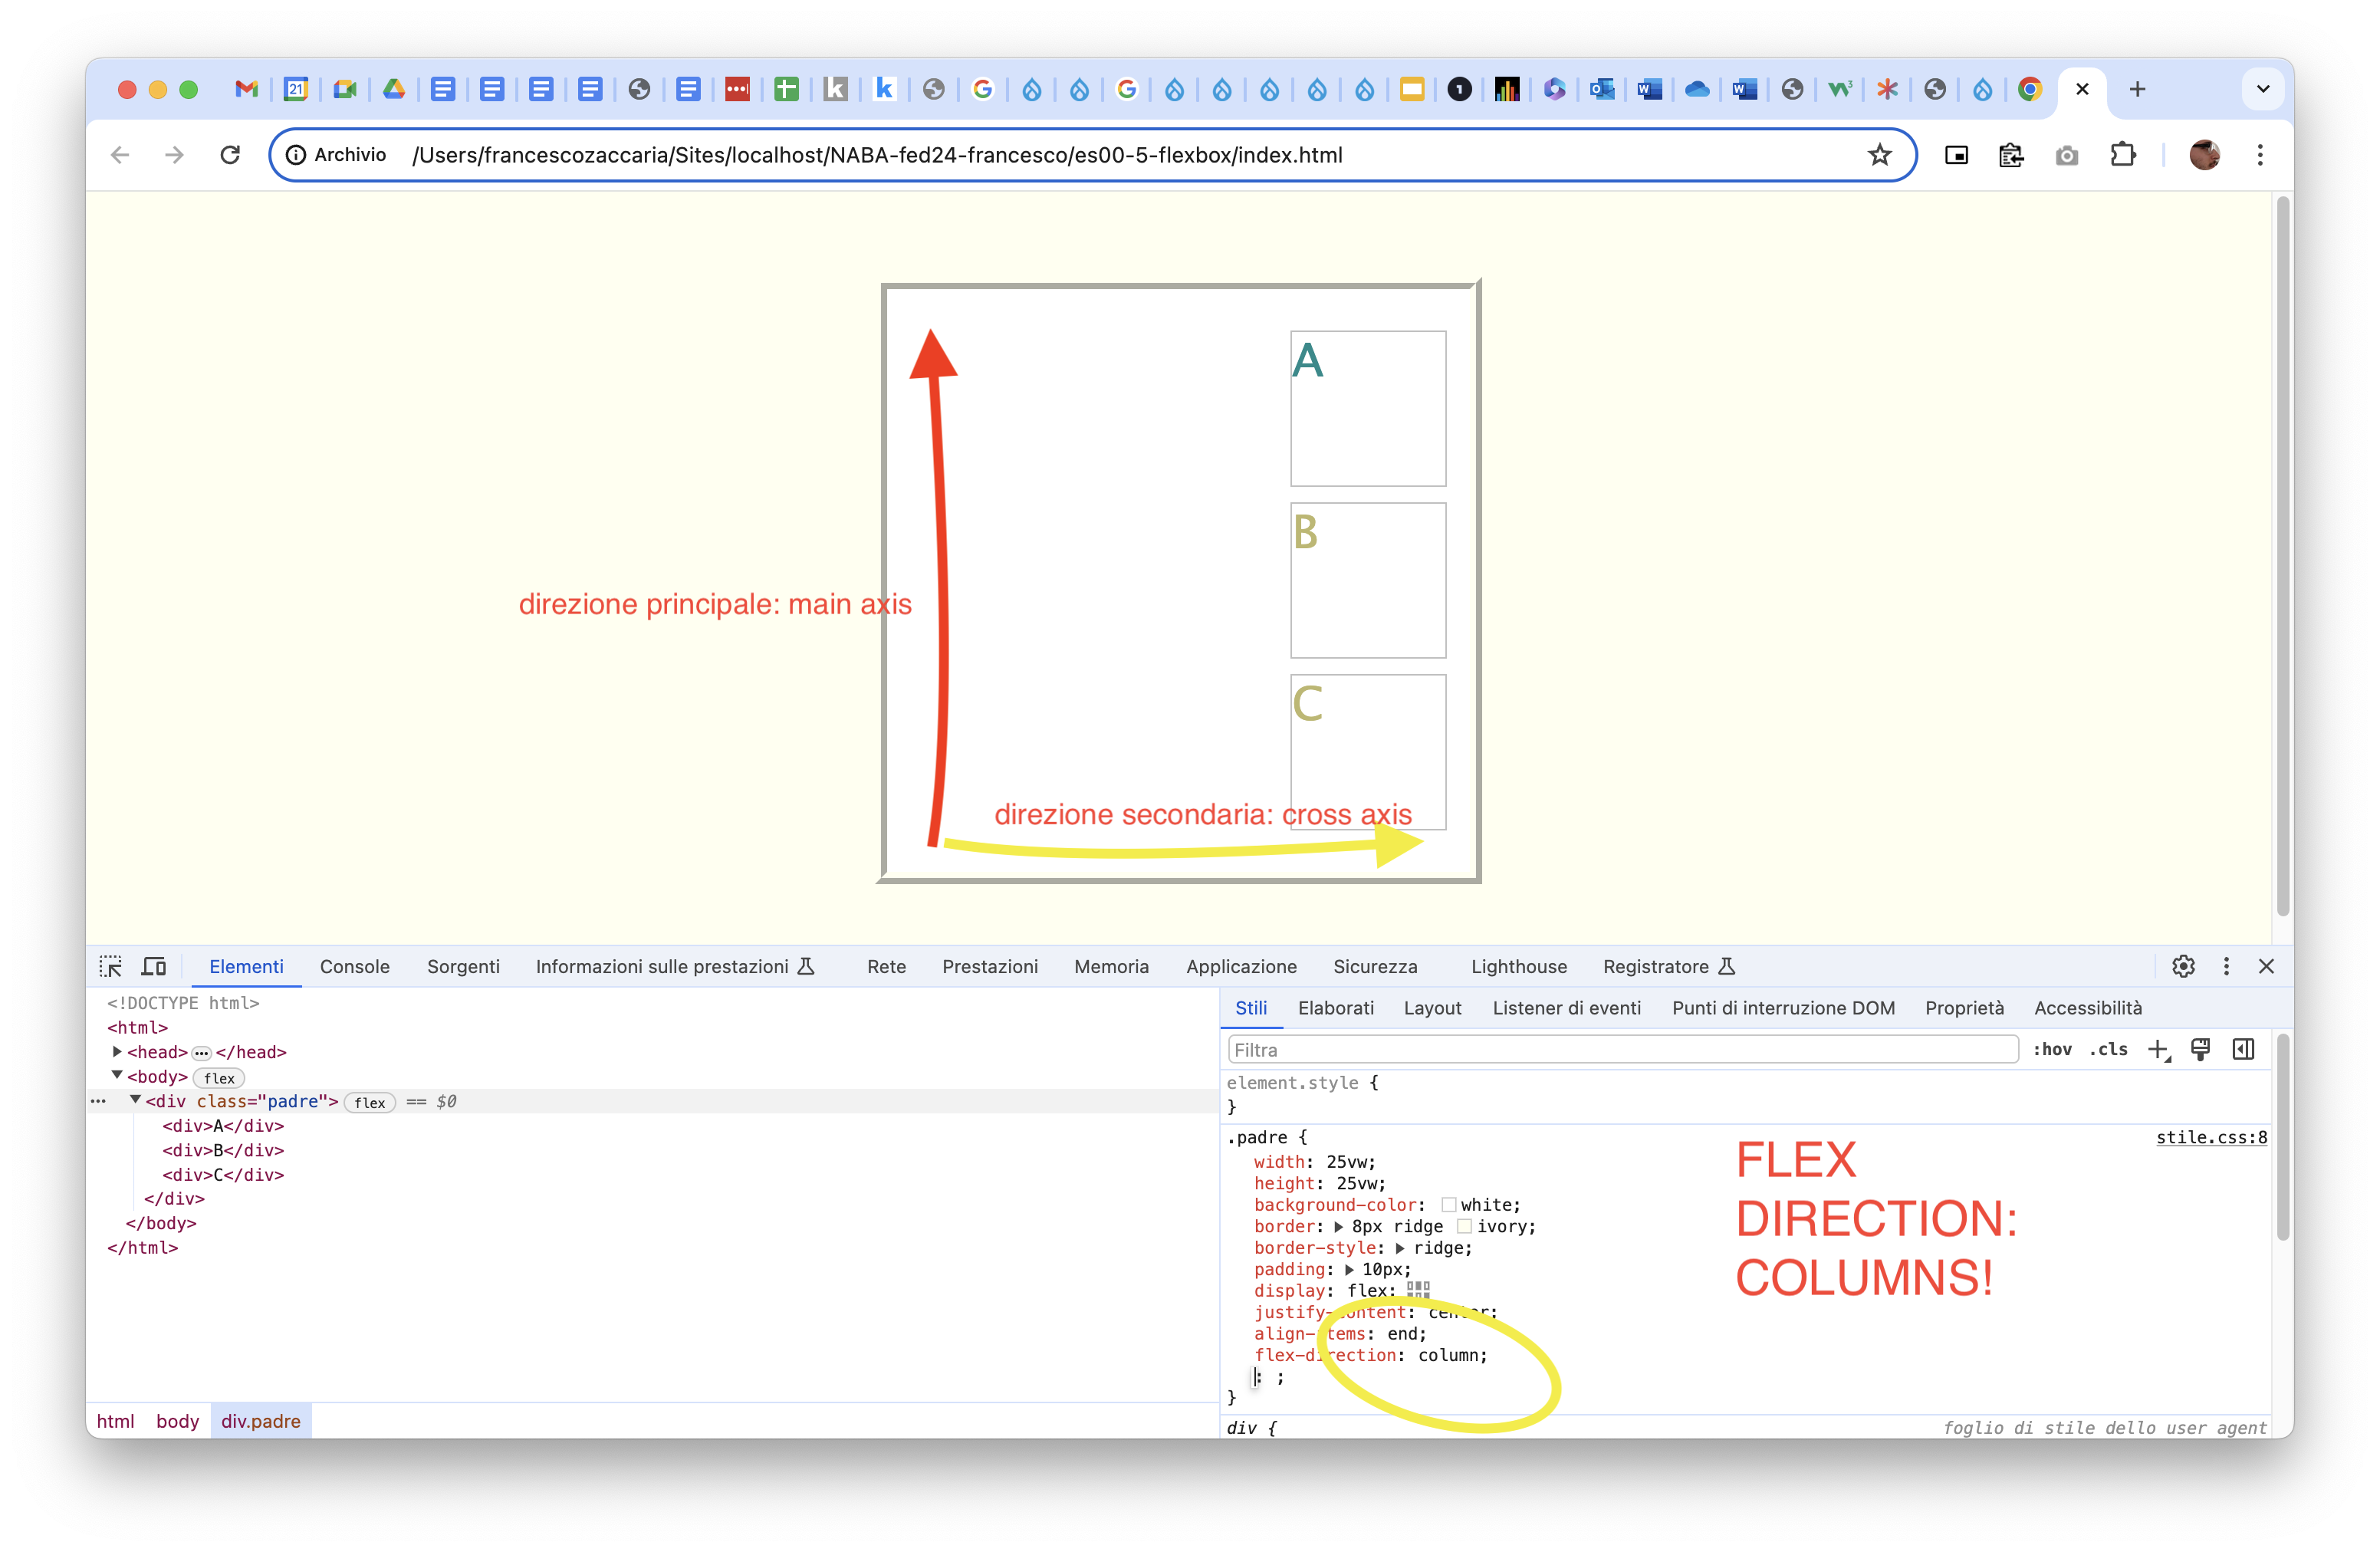 21
1
Archivio /Users/francescozaccaria/Sites/localhost/NABA-fed24-francesco/es00-5-flexbox/index.html
A
B
direzione principale: main axis
C
direzione secondaria: cross axis
Elementi Console Sorgenti Informazioni sulle prestazioni Rete Prestazioni Memoria Applicazione Sicurezza Lighthouse Registratore
<!DOCTYPE html>
<html>
<head> ••• </head>
<body> flex
••• <div class="padre"> flex == $0
<div>A</div>
<div>B</div>
<div>C</div>
</div>
</body>
</html>
html body div.padre
Stili Elaborati Layout Listener di eventi Punti di interruzione DOM Proprietà Accessibilità
Filtra :hov .cls
element.style {
}
.padre { stile.css:8
width: 25vw;
height: 25vw;
background-color: white;
border: 8px ridge ivory;
border-style: ridge;
padding: 10px;
display: flex;
justify-content: center;
align-items: end;
flex-direction: column;
: ;
}
FLEX
DIRECTION:
COLUMNS!
div { foglio di stile dello user agent